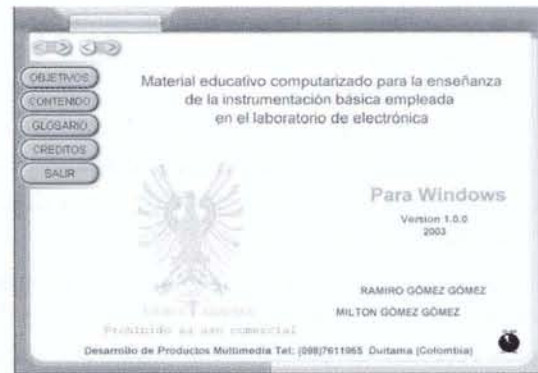 OBJETIVOS
CONTENIDO
GLOSARIO
CREDITOS
SALIR
Material educativo computarizado para la enseñanza
de la instrumentación básica empleada
en el laboratorio de electrónica
Para Windows
Version 1.0.0
2003
RAMIRO GÓMEZ GÓMEZ
MILTON GÓMEZ GÓMEZ
Prohibido su uso comercial
Desarrollo de Productos Multimedia Tel: (098)7611965 Duitama (Colombia)